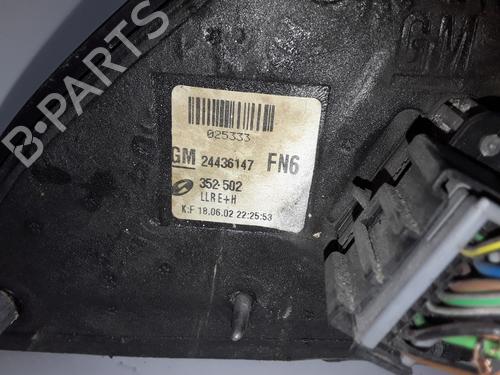 B-PARTS
GM
025333
GM 24436147 FN6
352-502
LLRE+H
K:F 18.06.02 22:25:53